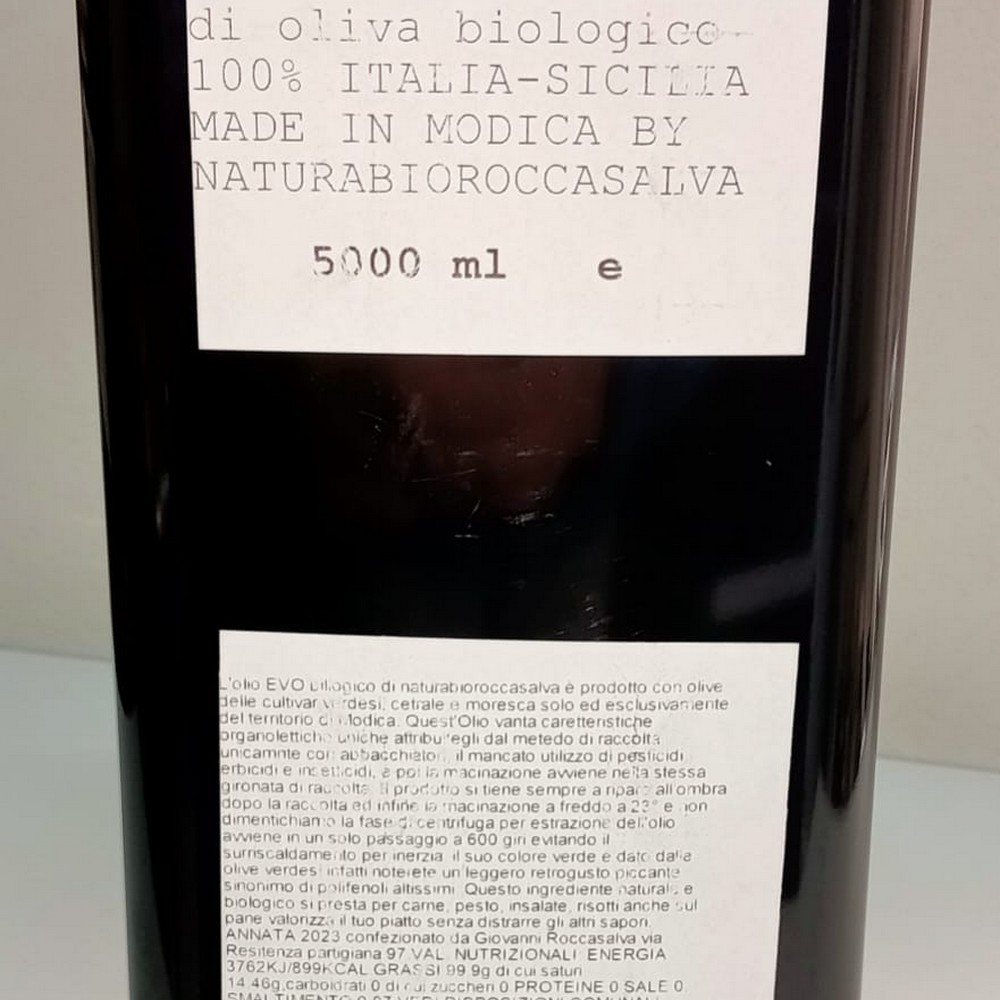 di oliva biologico
100% ITALIA-SICILIA
MADE IN MODICA BY
NATURABIOROCCASALVA
5000 ml e
L'olio EVO di naturabioroccasalva è prodotto con olive
delle cultivar verdesi, cetrale e moresca solo ed esclusivamente
del territorio di Modica. Quest'Olio vanta caretteristiche
organolettiche uniche dal metedo di raccolta
unicamnte con abbacchiatori, il mancato utilizzo di pesticidi
erbicidi e insetticidi, e poi la macinazione avviene nella stessa
gironata di raccolta. Il prodotto si tiene sempre a riparo all ombra
dopo la raccolta ed infine la macinazione a freddo a 23° e non
dimentichiamo la fase di centrifuga per estrazione dell'olio
avviene in un solo passaggio a 600 giri evitando il
surriscaldamento per inerzia. il suo colore verde e dato dalle
olive verdesi infatti noterete un leggero retrogusto piccante
sinonimo di polifenoli altissimi. Questo ingrediente naturale e
biologico si presta per carne, pesto, insalate, risotti anche sul
pane valorizza il tuo piatto senza distrarre gli altri sapori.
ANNATA 2023 confezionato da Giovanni Roccasalva via
Resitenza partigiana 97 VAL. NUTRIZIONALI ENERGIA
3762KJ/899KCAL GRASSI 99.9g di cui saturi
14.46g,carboidrati 0 di cui zuccheri 0 PROTEINE 0 SALE 0